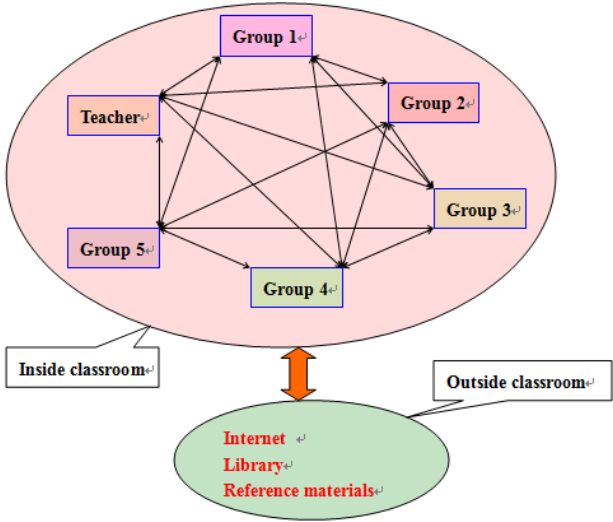 Group 1
Group 2
Teacher
Group 3
Group 5
Group 4
Inside classroom
Outside classroom
Internet
Library
Reference materials